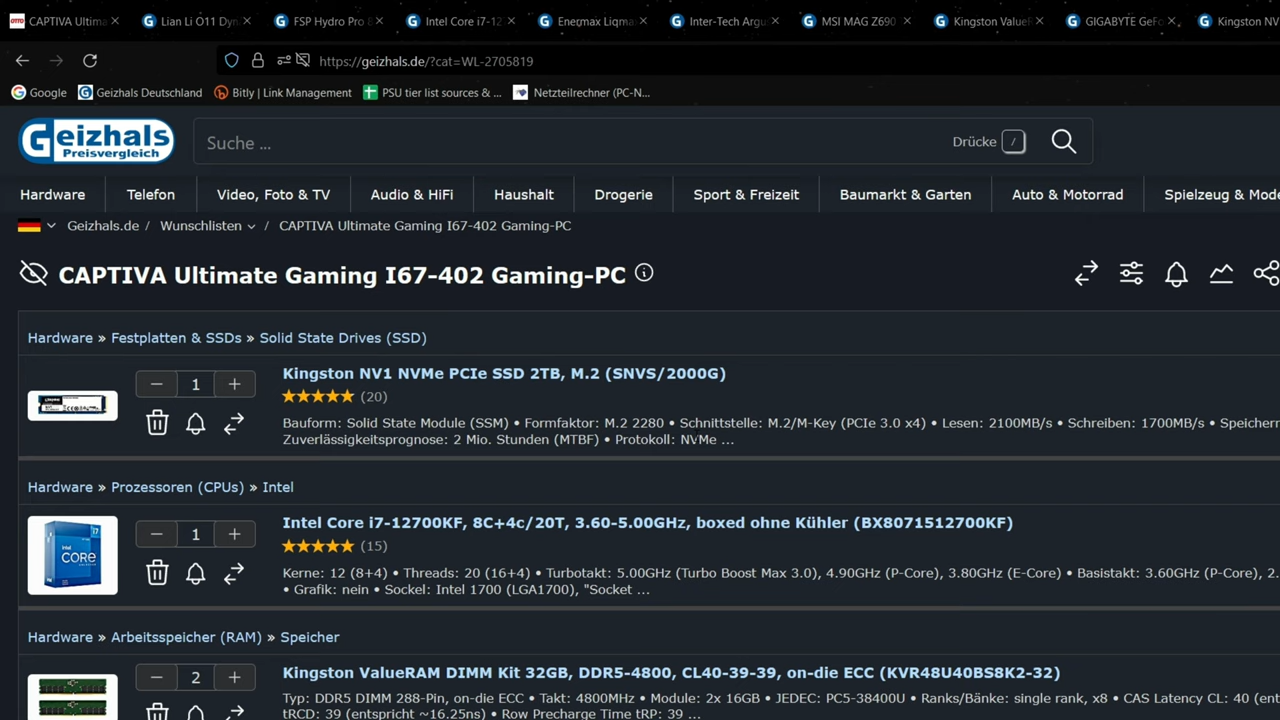 OTTO CAPTIVA Ultima
Lian Li O11 Dyn
FSP Hydro Pro 8
Intel Core i7-12
Enermax Liqma
Inter-Tech Argu
MSI MAG Z690
Kingston Value
GIGABYTE GeFo
Kingston NV
https://geizhals.de/?cat=WL-2705819
Google
Geizhals Deutschland
Bitly | Link Management
PSU tier list sources & ...
Netzteilrechner (PC-N...
Geizhals
Preisvergleich
Suche ...
Drücke /
Hardware
Telefon
Video, Foto & TV
Audio & HiFi
Haushalt
Drogerie
Sport & Freizeit
Baumarkt & Garten
Auto & Motorrad
Spielzeug & Mode
Geizhals.de / Wunschlisten / CAPTIVA Ultimate Gaming I67-402 Gaming-PC
CAPTIVA Ultimate Gaming I67-402 Gaming-PC
Hardware » Festplatten & SSDs » Solid State Drives (SSD)
− 1 +
Kingston NV1 NVMe PCIe SSD 2TB, M.2 (SNVS/2000G)
(20)
Bauform: Solid State Module (SSM) • Formfaktor: M.2 2280 • Schnittstelle: M.2/M-Key (PCIe 3.0 x4) • Lesen: 2100MB/s • Schreiben: 1700MB/s • Speichern
Zuverlässigkeitsprognose: 2 Mio. Stunden (MTBF) • Protokoll: NVMe ...
Hardware » Prozessoren (CPUs) » Intel
− 1 +
Intel Core i7-12700KF, 8C+4c/20T, 3.60-5.00GHz, boxed ohne Kühler (BX8071512700KF)
(15)
Kerne: 12 (8+4) • Threads: 20 (16+4) • Turbotakt: 5.00GHz (Turbo Boost Max 3.0), 4.90GHz (P-Core), 3.80GHz (E-Core) • Basistakt: 3.60GHz (P-Core), 2.
• Grafik: nein • Sockel: Intel 1700 (LGA1700), "Socket ...
CORE
i7
Hardware » Arbeitsspeicher (RAM) » Speicher
− 2 +
Kingston ValueRAM DIMM Kit 32GB, DDR5-4800, CL40-39-39, on-die ECC (KVR48U40BS8K2-32)
Typ: DDR5 DIMM 288-Pin, on-die EC • Takt: 4800MHz • Module: 2x 16GB • JEDEC: PC5-38400U • Ranks/Bänke: single rank, x8 • CAS Latency CL: 40 (ent
tRCD: 39 (entspricht ~16.25ns) • Row Precharge Time tRP: 39 ...